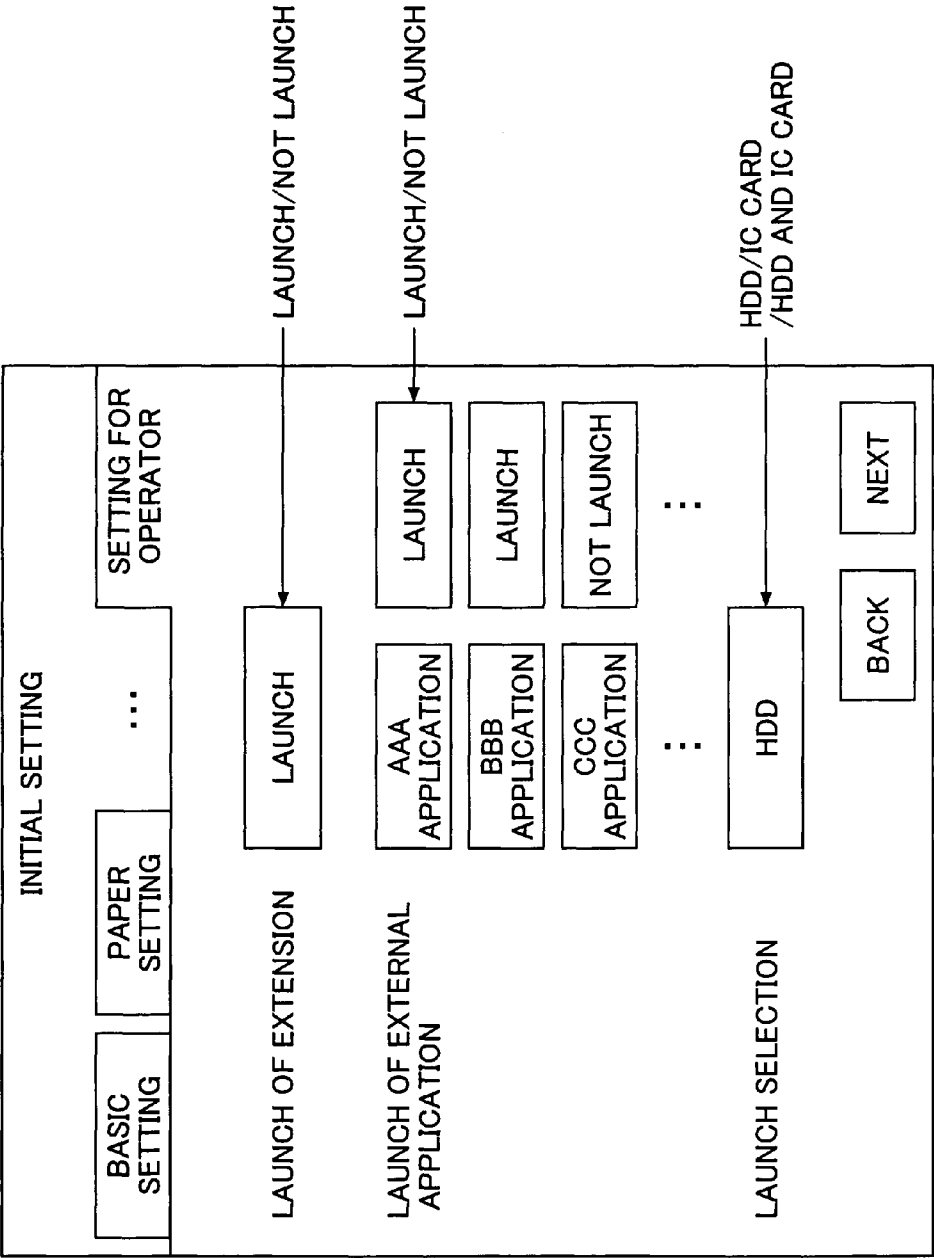 INITIAL SETTING
BASIC
SETTING
PAPER
SETTING
...
SETTING FOR
OPERATOR
LAUNCH OF EXTENSION
LAUNCH
LAUNCH/NOT LAUNCH
LAUNCH OF EXTERNAL
APPLICATION
AAA
APPLICATION
LAUNCH
LAUNCH/NOT LAUNCH
BBB
APPLICATION
LAUNCH
CCC
APPLICATION
NOT LAUNCH
...
...
LAUNCH SELECTION
HDD
HDD/IC CARD
/HDD AND IC CARD
BACK
NEXT